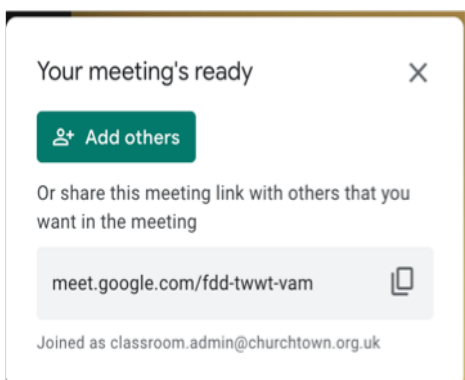 Your meeting's ready
Add others
Or share this meeting link with others that you
want in the meeting
meet.google.com/fdd-twwt-vam
Joined as classroom.admin@churchtown.org.uk